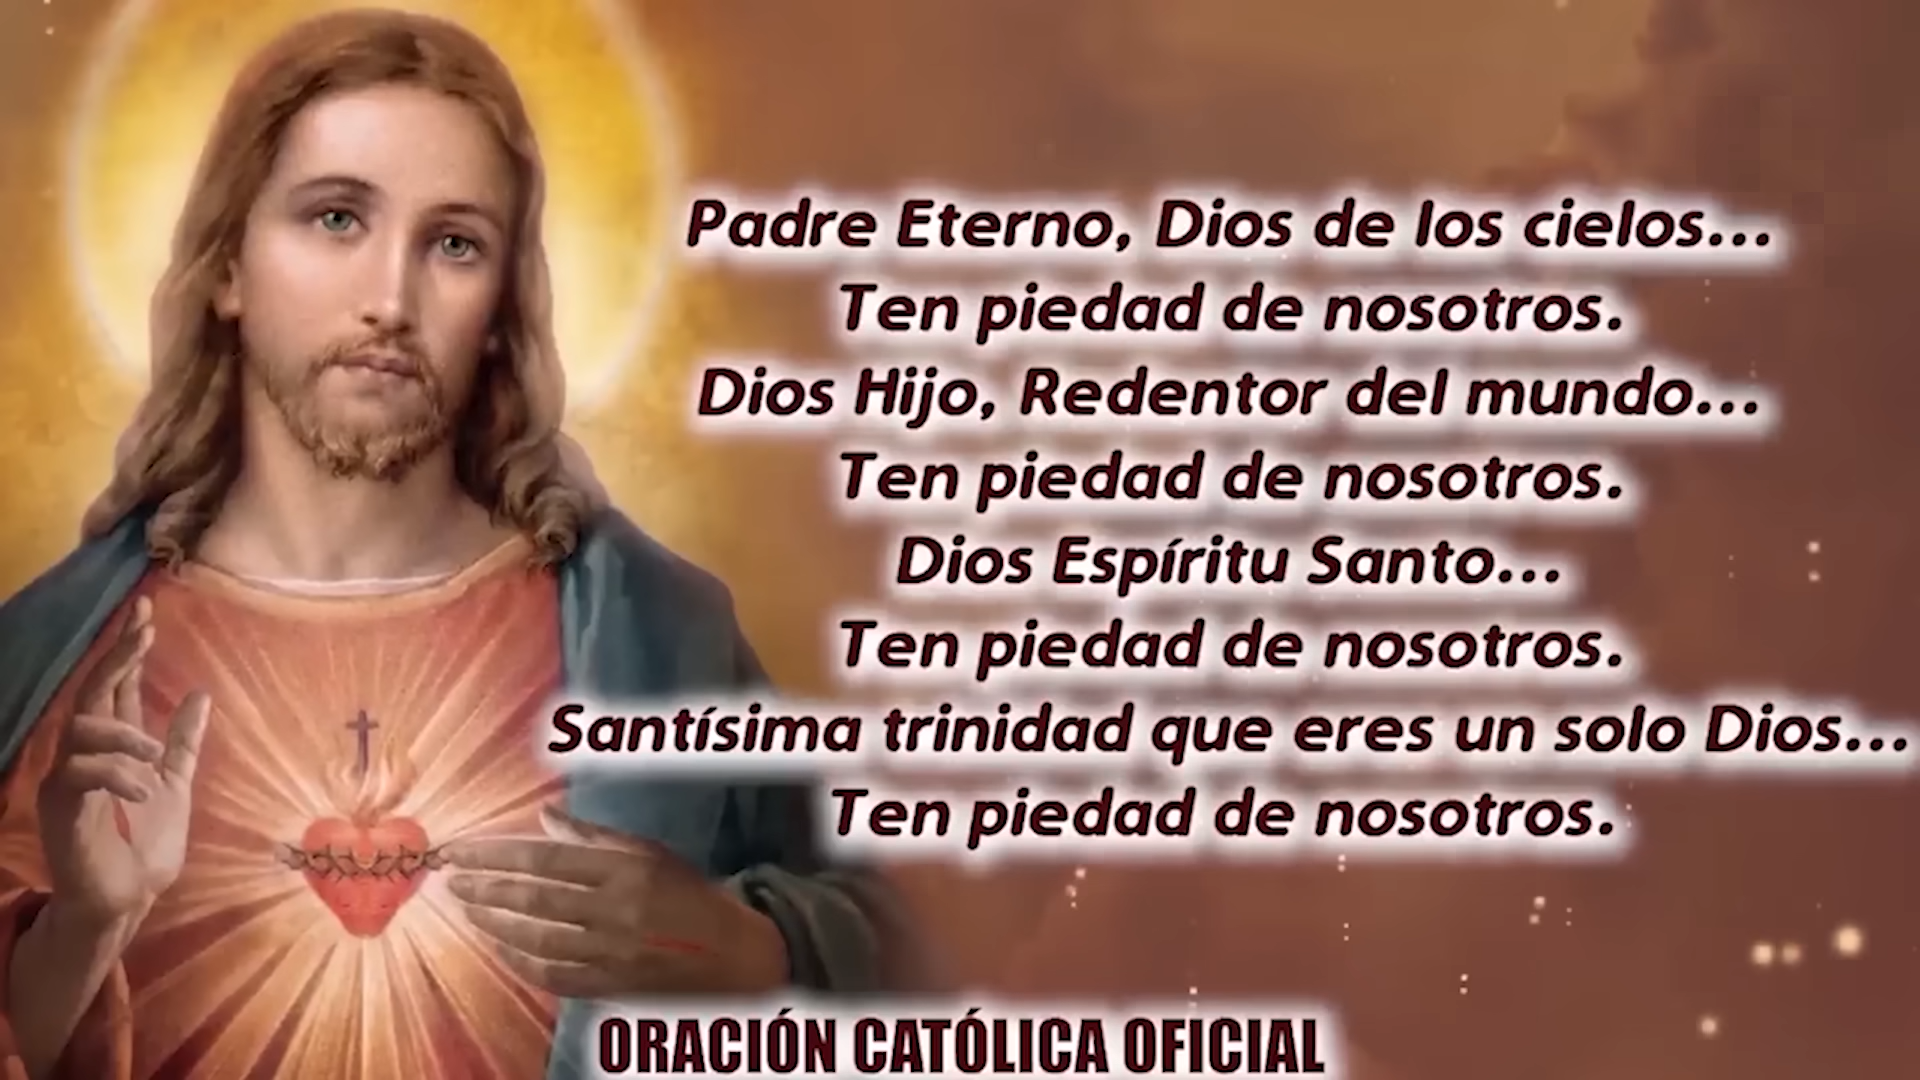 Padre Eterno, Dios de los cielos...
Ten piedad de nosotros.
Dios Hijo, Redentor del mundo...
Ten piedad de nosotros.
Dios Espíritu Santo...
Ten piedad de nosotros.
Santísima trinidad que eres un solo Dios...
Ten piedad de nosotros.
ORACIÓN CATÓLICA OFICIAL